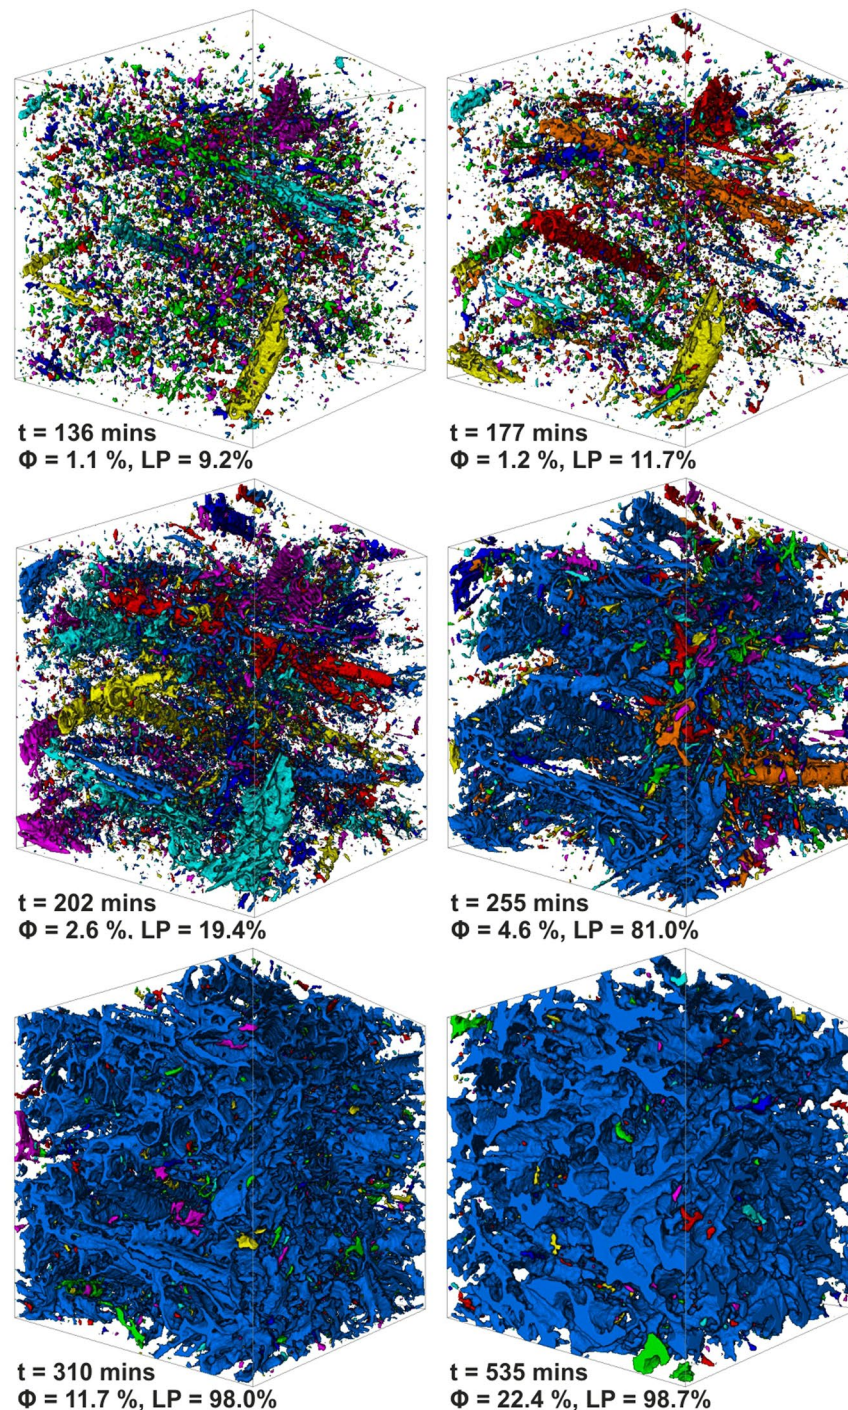 t = 136 mins
Φ = 1.1 %, LP = 9.2%
t = 177 mins
Φ = 1.2 %, LP = 11.7%
t = 202 mins
Φ = 2.6 %, LP = 19.4%
t = 255 mins
Φ = 4.6 %, LP = 81.0%
t = 310 mins
Φ = 11.7 %, LP = 98.0%
t = 535 mins
Φ = 22.4 %, LP = 98.7%